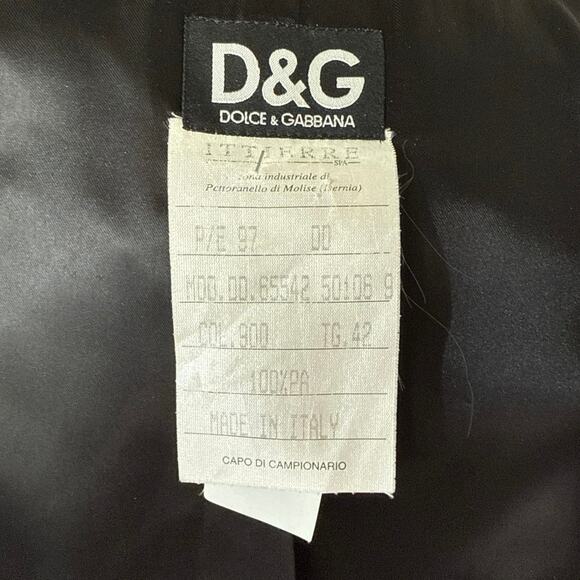 D&G
DOLCE & GABBANA
ITTIERRE
SPA
zona industriale di
Pettoranello di Molise (Isernia)
P/E 97 DD
MOD.DD.65542 50106 9
COL.900 TG.42
100%PA
MADE IN ITALY
CAPO DI CAMPIONARIO